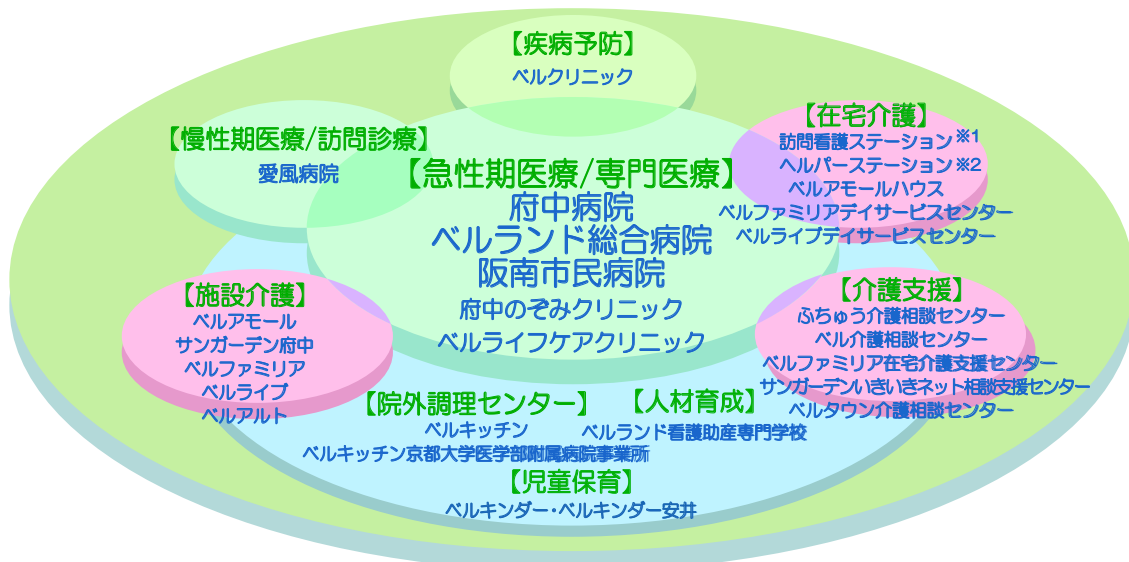 【疾病予防】
ベルクリニック
【慢性期医療/訪問診療】
愛風病院
【急性期医療/専門医療】
府中病院
ベルランド総合病院
阪南市民病院
府中のぞみクリニック
ベルライフケアクリニック
【在宅介護】
訪問看護ステーション※1
ヘルパーステーション※2
ベルアモールハウス
ベルファミリアデイサービスセンター
ベルライブデイサービスセンター
【施設介護】
ベルアモール
サンガーデン府中
ベルファミリア
ベルライブ
ベルアルト
【介護支援】
ふちゅう介護相談センター
ベル介護相談センター
ベルファミリア在宅介護支援センター
サンガーデンいきいきネット相談支援センター
ベルタウン介護相談センター
【院外調理センター】
ベルキッチン
ベルキッチン京都大学医学部附属病院事業所
【人材育成】
ベルランド看護助産専門学校
【児童保育】
ベルキンダー・ベルキンダー安井